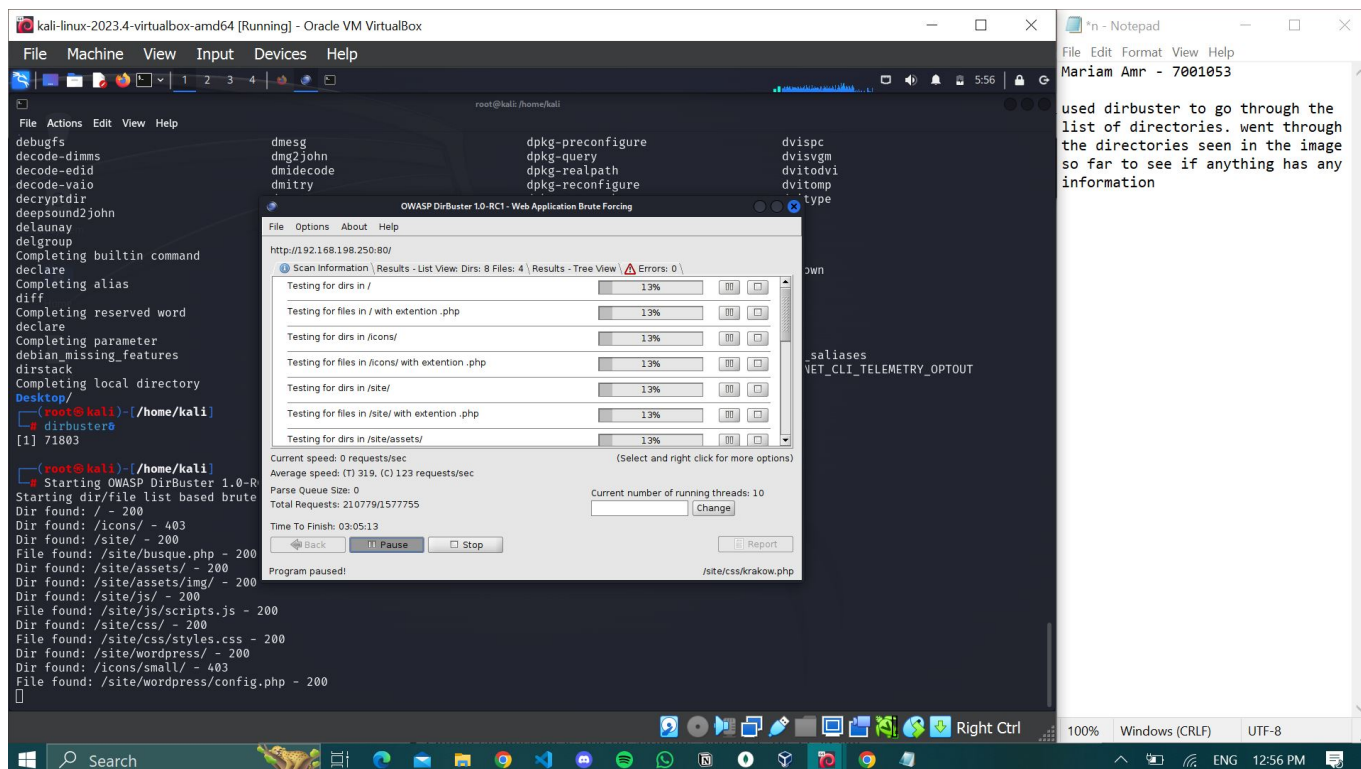 kali-linux-2023.4-virtualbox-amd64 [Running] - Oracle VM VirtualBox
File Machine View Input Devices Help
1 2 3 4
5:56
root@kali: /home/kali
File Actions Edit View Help
debugfs dmesg dpkg-preconfigure dvispc
decode-dimms dmg2john dpkg-query dvisvgm
decode-edid dmidecode dpkg-realpath dvitodvi
decode-vaio dmitry dpkg-reconfigure dvitomp
decryptdir type
deepsound2john
delaunay
delgroup
Completing builtin command
declare own
Completing alias
diff
Completing reserved word
declare
Completing parameter
debian_missing_features _saliases
dirstack NET_CLI_TELEMETRY_OPTOUT
Completing local directory
Desktop/
(root@kali)-[/home/kali]
# dirbuster&
[1] 71803
(root@kali)-[/home/kali]
# Starting OWASP DirBuster 1.0-R
Starting dir/file list based brute
Dir found: / - 200
Dir found: /icons/ - 403
Dir found: /site/ - 200
File found: /site/busque.php - 200
Dir found: /site/assets/ - 200
Dir found: /site/assets/img/ - 200
Dir found: /site/js/ - 200
File found: /site/js/scripts.js - 200
Dir found: /site/css/ - 200
File found: /site/css/styles.css - 200
Dir found: /site/wordpress/ - 200
Dir found: /icons/small/ - 403
File found: /site/wordpress/config.php - 200
OWASP DirBuster 1.0-RC1 - Web Application Brute Forcing
File Options About Help
http://192.168.198.250:80/
Scan Information \ Results - List View: Dirs: 8 Files: 4 \ Results - Tree View \ Errors: 0 \
Testing for dirs in / 13%
Testing for files in / with extention .php 13%
Testing for dirs in /icons/ 13%
Testing for files in /icons/ with extention .php 13%
Testing for dirs in /site/ 13%
Testing for files in /site/ with extention .php 13%
Testing for dirs in /site/assets/ 13%
Current speed: 0 requests/sec (Select and right click for more options)
Average speed: (T) 319, (C) 123 requests/sec
Parse Queue Size: 0 Current number of running threads: 10
Total Requests: 210779/1577755 Change
Time To Finish: 03:05:13
Back Pause Stop Report
Program paused! /site/css/krakow.php
Right Ctrl
*n - Notepad
File Edit Format View Help
Mariam Amr - 7001053
used dirbuster to go through the
list of directories. went through
the directories seen in the image
so far to see if anything has any
information
100% Windows (CRLF) UTF-8
Search
ENG 12:56 PM